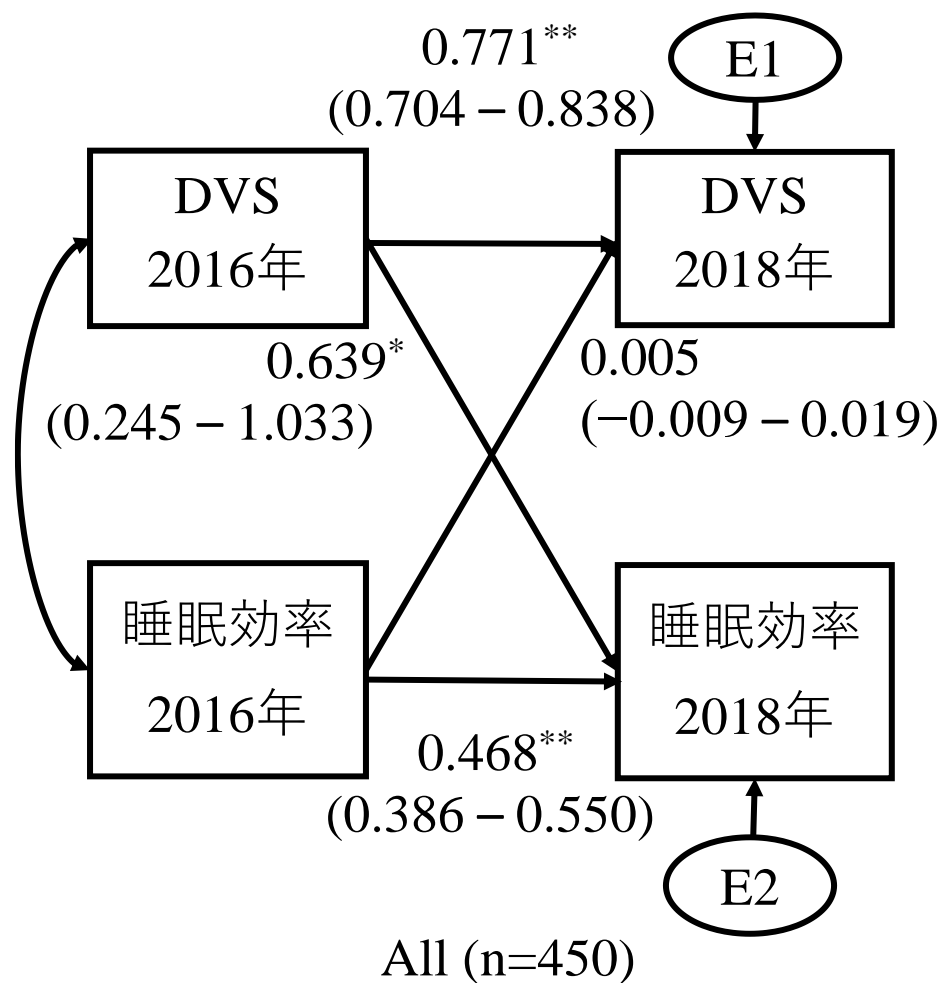 0.771**
(0.704 – 0.838)
E1
DVS
2016年
DVS
2018年
0.639*
(0.245 – 1.033)
0.005
(−0.009 – 0.019)
睡眠効率
2016年
睡眠効率
2018年
0.468**
(0.386 – 0.550)
E2
All (n=450)